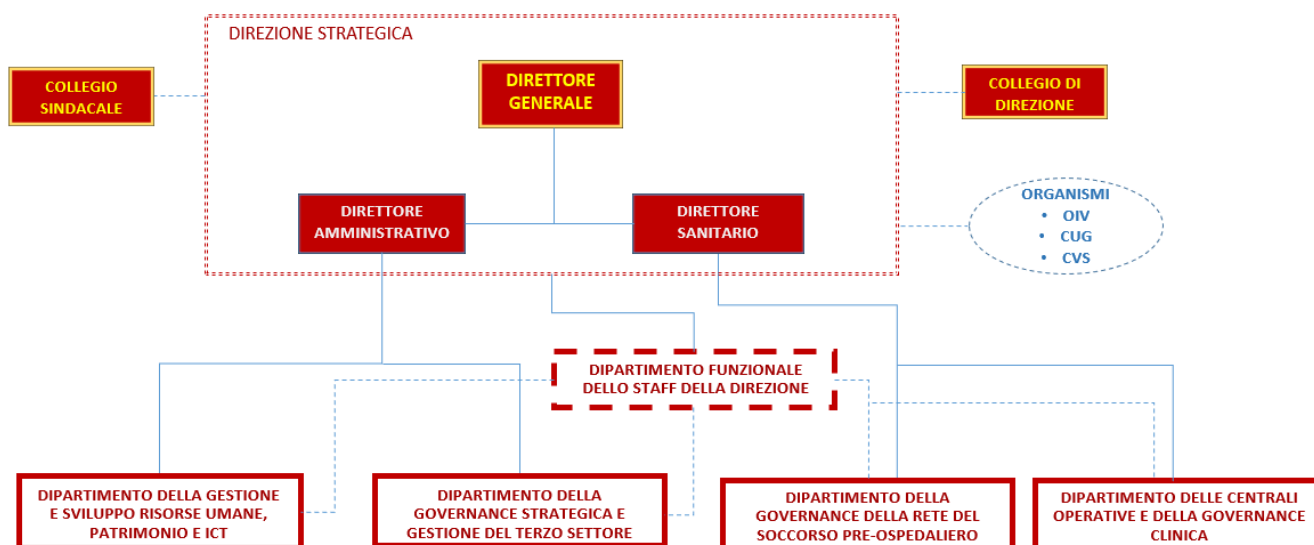 DIREZIONE STRATEGICA
COLLEGIO
SINDACALE
DIRETTORE
GENERALE
COLLEGIO DI
DIREZIONE
DIRETTORE
AMMINISTRATIVO
DIRETTORE
SANITARIO
ORGANISMI
• OIV
• CUG
• CVS
DIPARTIMENTO FUNZIONALE
DELLO STAFF DELLA DIREZIONE
DIPARTIMENTO DELLA GESTIONE
E SVILUPPO RISORSE UMANE,
PATRIMONIO E ICT
DIPARTIMENTO DELLA
GOVERNANCE STRATEGICA E
GESTIONE DEL TERZO SETTORE
DIPARTIMENTO DELLA
GOVERNANCE DELLA RETE DEL
SOCCORSO PRE-OSPEDALIERO
DIPARTIMENTO DELLE CENTRALI
OPERATIVE E DELLA GOVERNANCE
CLINICA